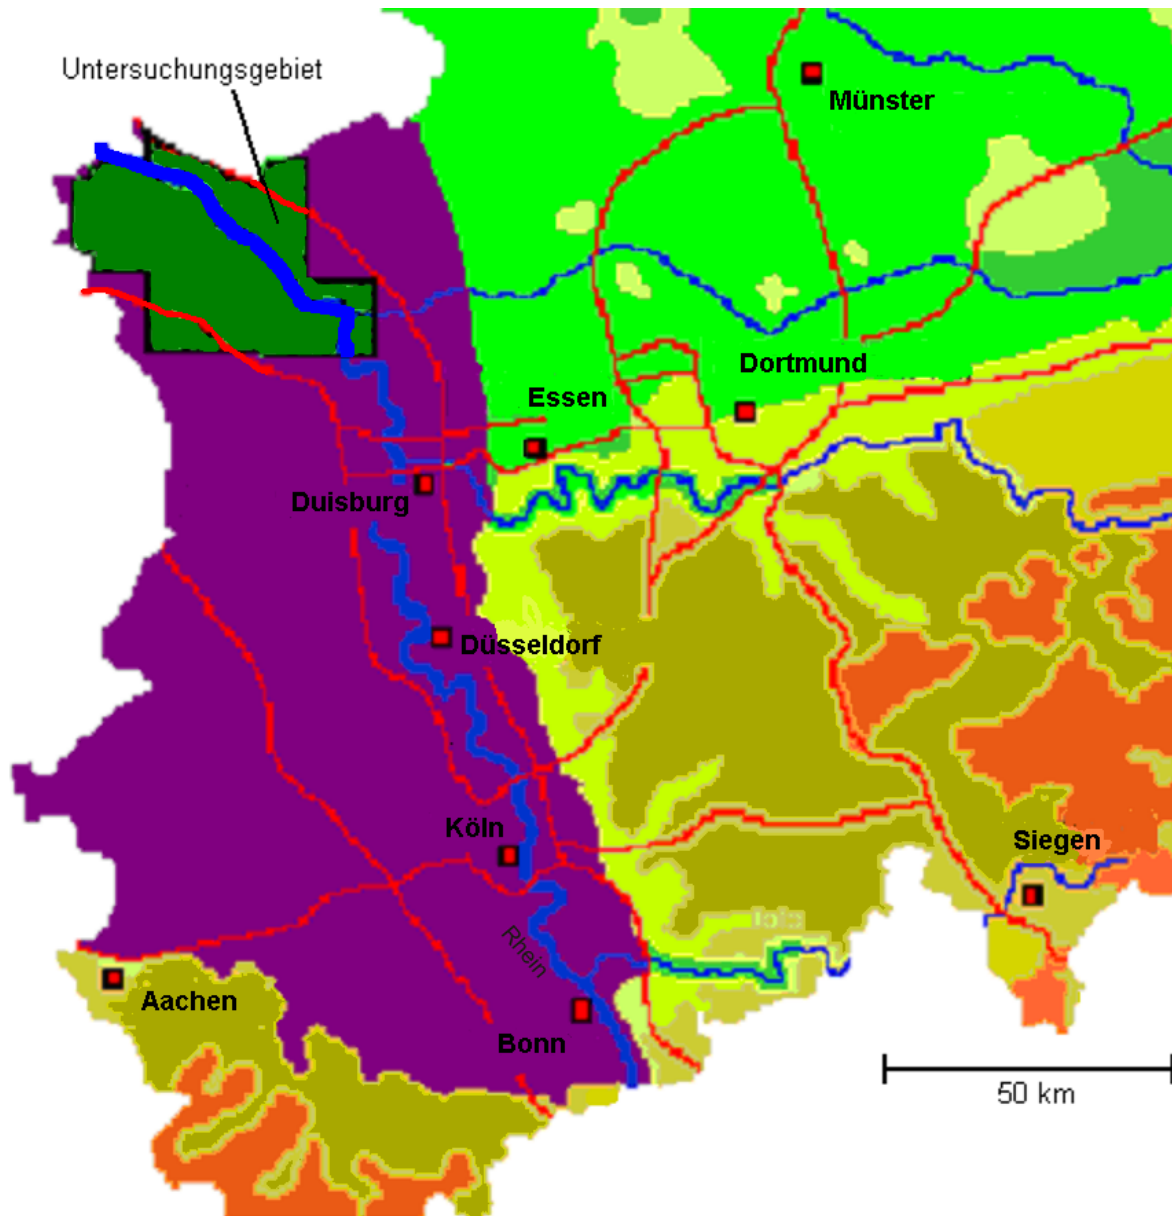 Untersuchungsgebiet
Münster
Dortmund
Essen
Duisburg
Düsseldorf
Köln
Siegen
Rhein
Aachen
Bonn
50 km